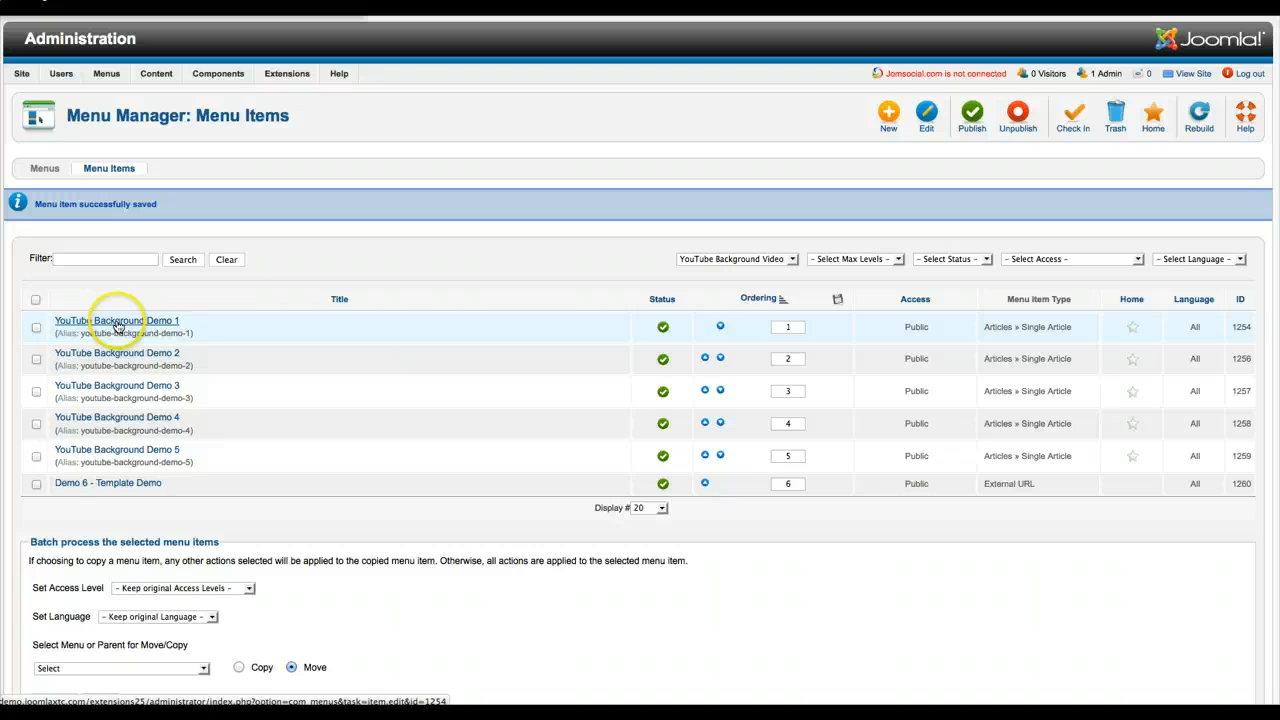 Administration
Joomla!
Site Users Menus Content Components Extensions Help
Jomsocial.com is not connected 0 Visitors 1 Admin 0 View Site Log out
Menu Manager: Menu Items
New Edit Publish Unpublish Check In Trash Home Rebuild Help
Menus Menu Items
Menu item successfully saved
Filter: Search Clear YouTube Background Video - Select Max Levels - - Select Status - - Select Access - - Select Language -
Title Status Ordering Access Menu Item Type Home Language ID
YouTube Background Demo 1 1 Public Articles » Single Article All 1254
(Alias: youtube-background-demo-1)
YouTube Background Demo 2 2 Public Articles » Single Article All 1256
(Alias: youtube-background-demo-2)
YouTube Background Demo 3 3 Public Articles » Single Article All 1257
(Alias: youtube-background-demo-3)
YouTube Background Demo 4 4 Public Articles » Single Article All 1258
(Alias: youtube-background-demo-4)
YouTube Background Demo 5 5 Public Articles » Single Article All 1259
(Alias: youtube-background-demo-5)
Demo 6 - Template Demo 6 Public External URL All 1260
Display # 20
Batch process the selected menu items
If choosing to copy a menu item, any other actions selected will be applied to the copied menu item. Otherwise, all actions are applied to the selected menu item.
Set Access Level - Keep original Access Levels -
Set Language - Keep original Language -
Select Menu or Parent for Move/Copy
Select Copy Move
demo.joomlaxtc.com/extensions25/administrator/index.php?option=com_menus&task=item.edit&id=1254